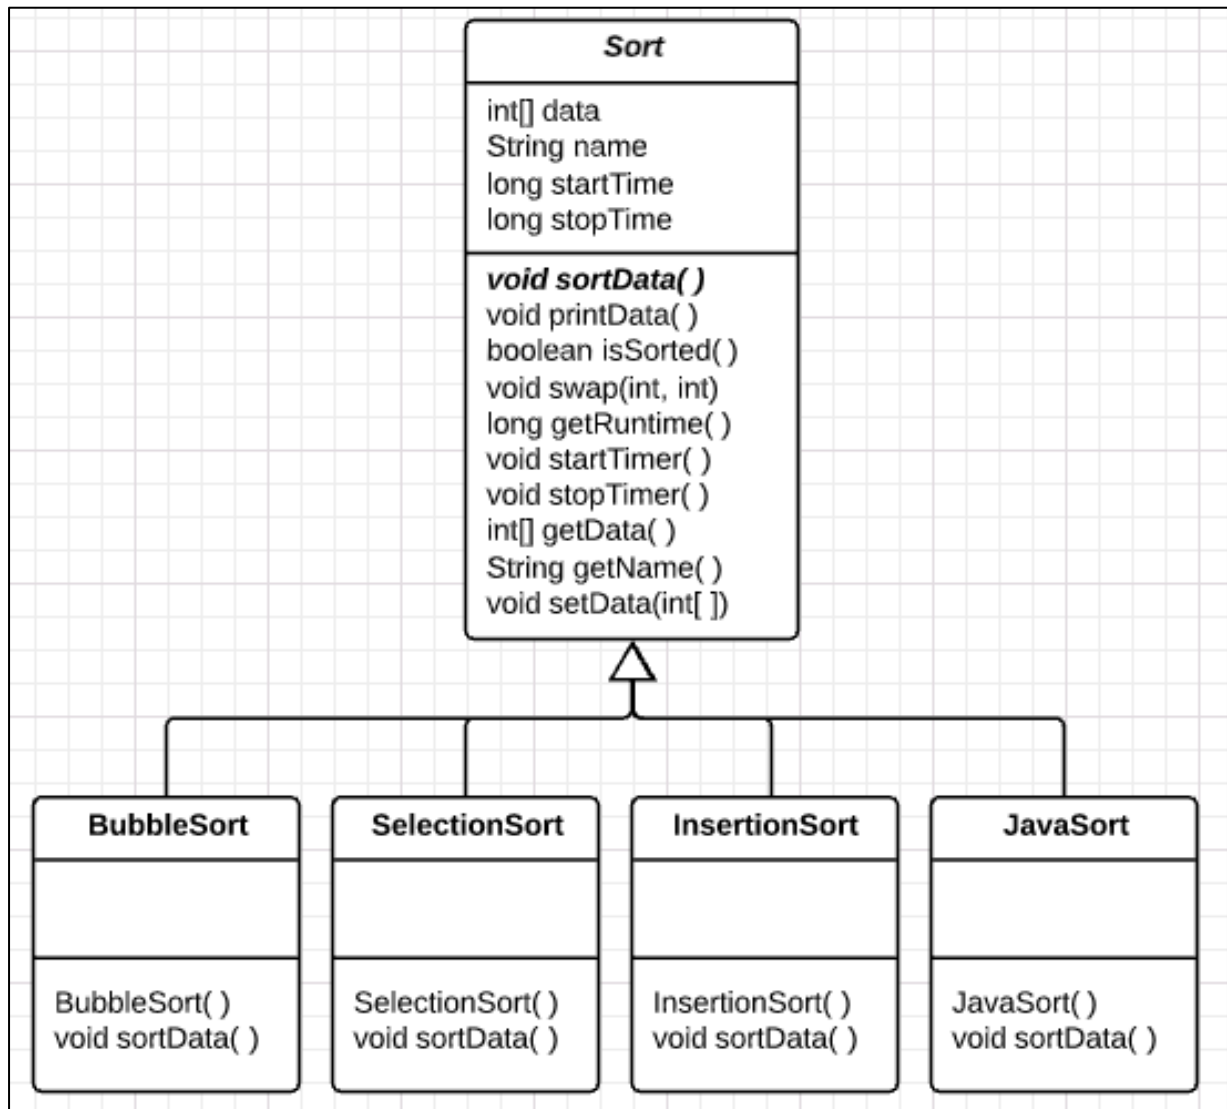 Sort
int[] data
String name
long startTime
long stopTime
void sortData( )
void printData( )
boolean isSorted( )
void swap(int, int)
long getRuntime( )
void startTimer( )
void stopTimer( )
int[] getData( )
String getName( )
void setData(int[ ])
BubbleSort
BubbleSort( )
void sortData( )
SelectionSort
SelectionSort( )
void sortData( )
InsertionSort
InsertionSort( )
void sortData( )
JavaSort
JavaSort( )
void sortData( )